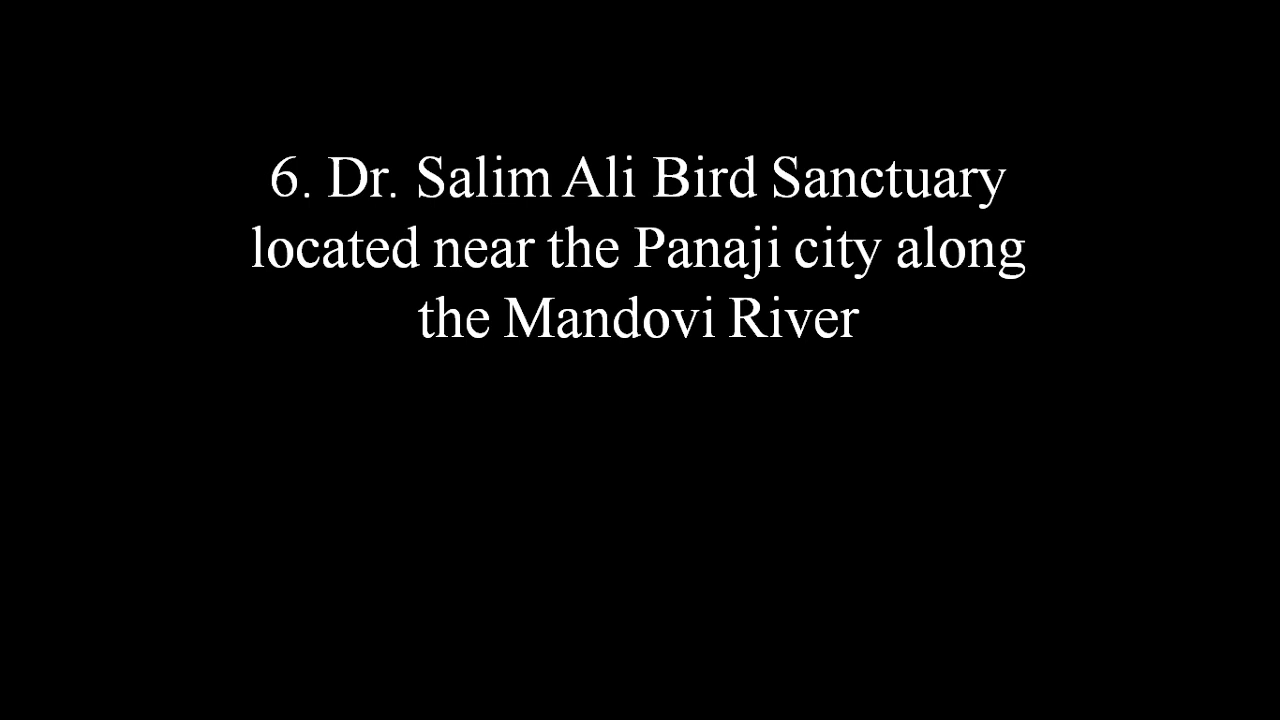 6. Dr. Salim Ali Bird Sanctuary
located near the Panaji city along
the Mandovi River